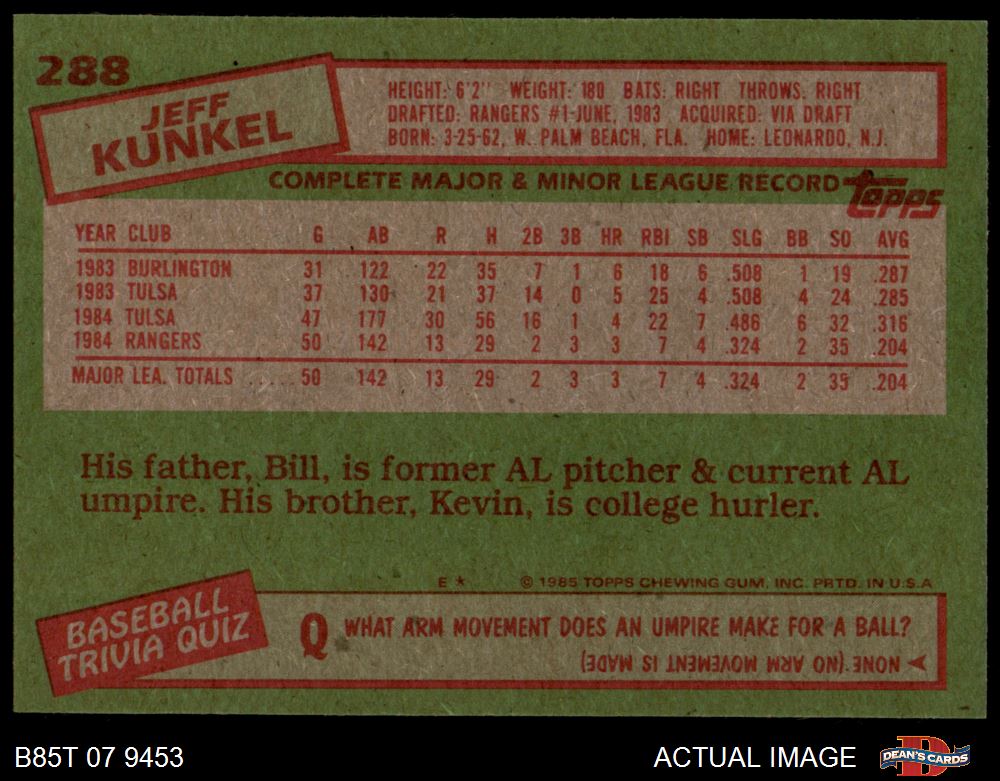 288
JEFF
KUNKEL
HEIGHT: 6'2" WEIGHT: 180 BATS: RIGHT THROWS: RIGHT
DRAFTED: RANGERS #1-JUNE, 1983 ACQUIRED: VIA DRAFT
BORN: 3-25-62, W. PALM BEACH, FLA. HOME: LEONARDO, N.J.
COMPLETE MAJOR & MINOR LEAGUE RECORD topps
YEAR CLUB G AB R H 2B 3B HR RBI SB SLG BB SO AVG
1983 BURLINGTON 31 122 22 35 7 1 6 18 6 .508 1 19 .287
1983 TULSA 37 130 21 37 14 0 5 25 4 .508 4 24 .285
1984 TULSA 47 177 30 56 16 1 4 22 7 .486 6 32 .316
1984 RANGERS 50 142 13 29 2 3 3 7 4 .324 2 35 .204
MAJOR LEA. TOTALS ..... 50 142 13 29 2 3 3 7 4 .324 2 35 .204
His father, Bill, is former AL pitcher & current AL
umpire. His brother, Kevin, is college hurler.
E * © 1985 TOPPS CHEWING GUM, INC. PRTD. IN U.S.A
BASEBALL
TRIVIA QUIZ
Q WHAT ARM MOVEMENT DOES AN UMPIRE MAKE FOR A BALL?
NONE. (NO ARM MOVEMENT IS MADE)
B85T 07 9453 ACTUAL IMAGE DEAN'S CARDS